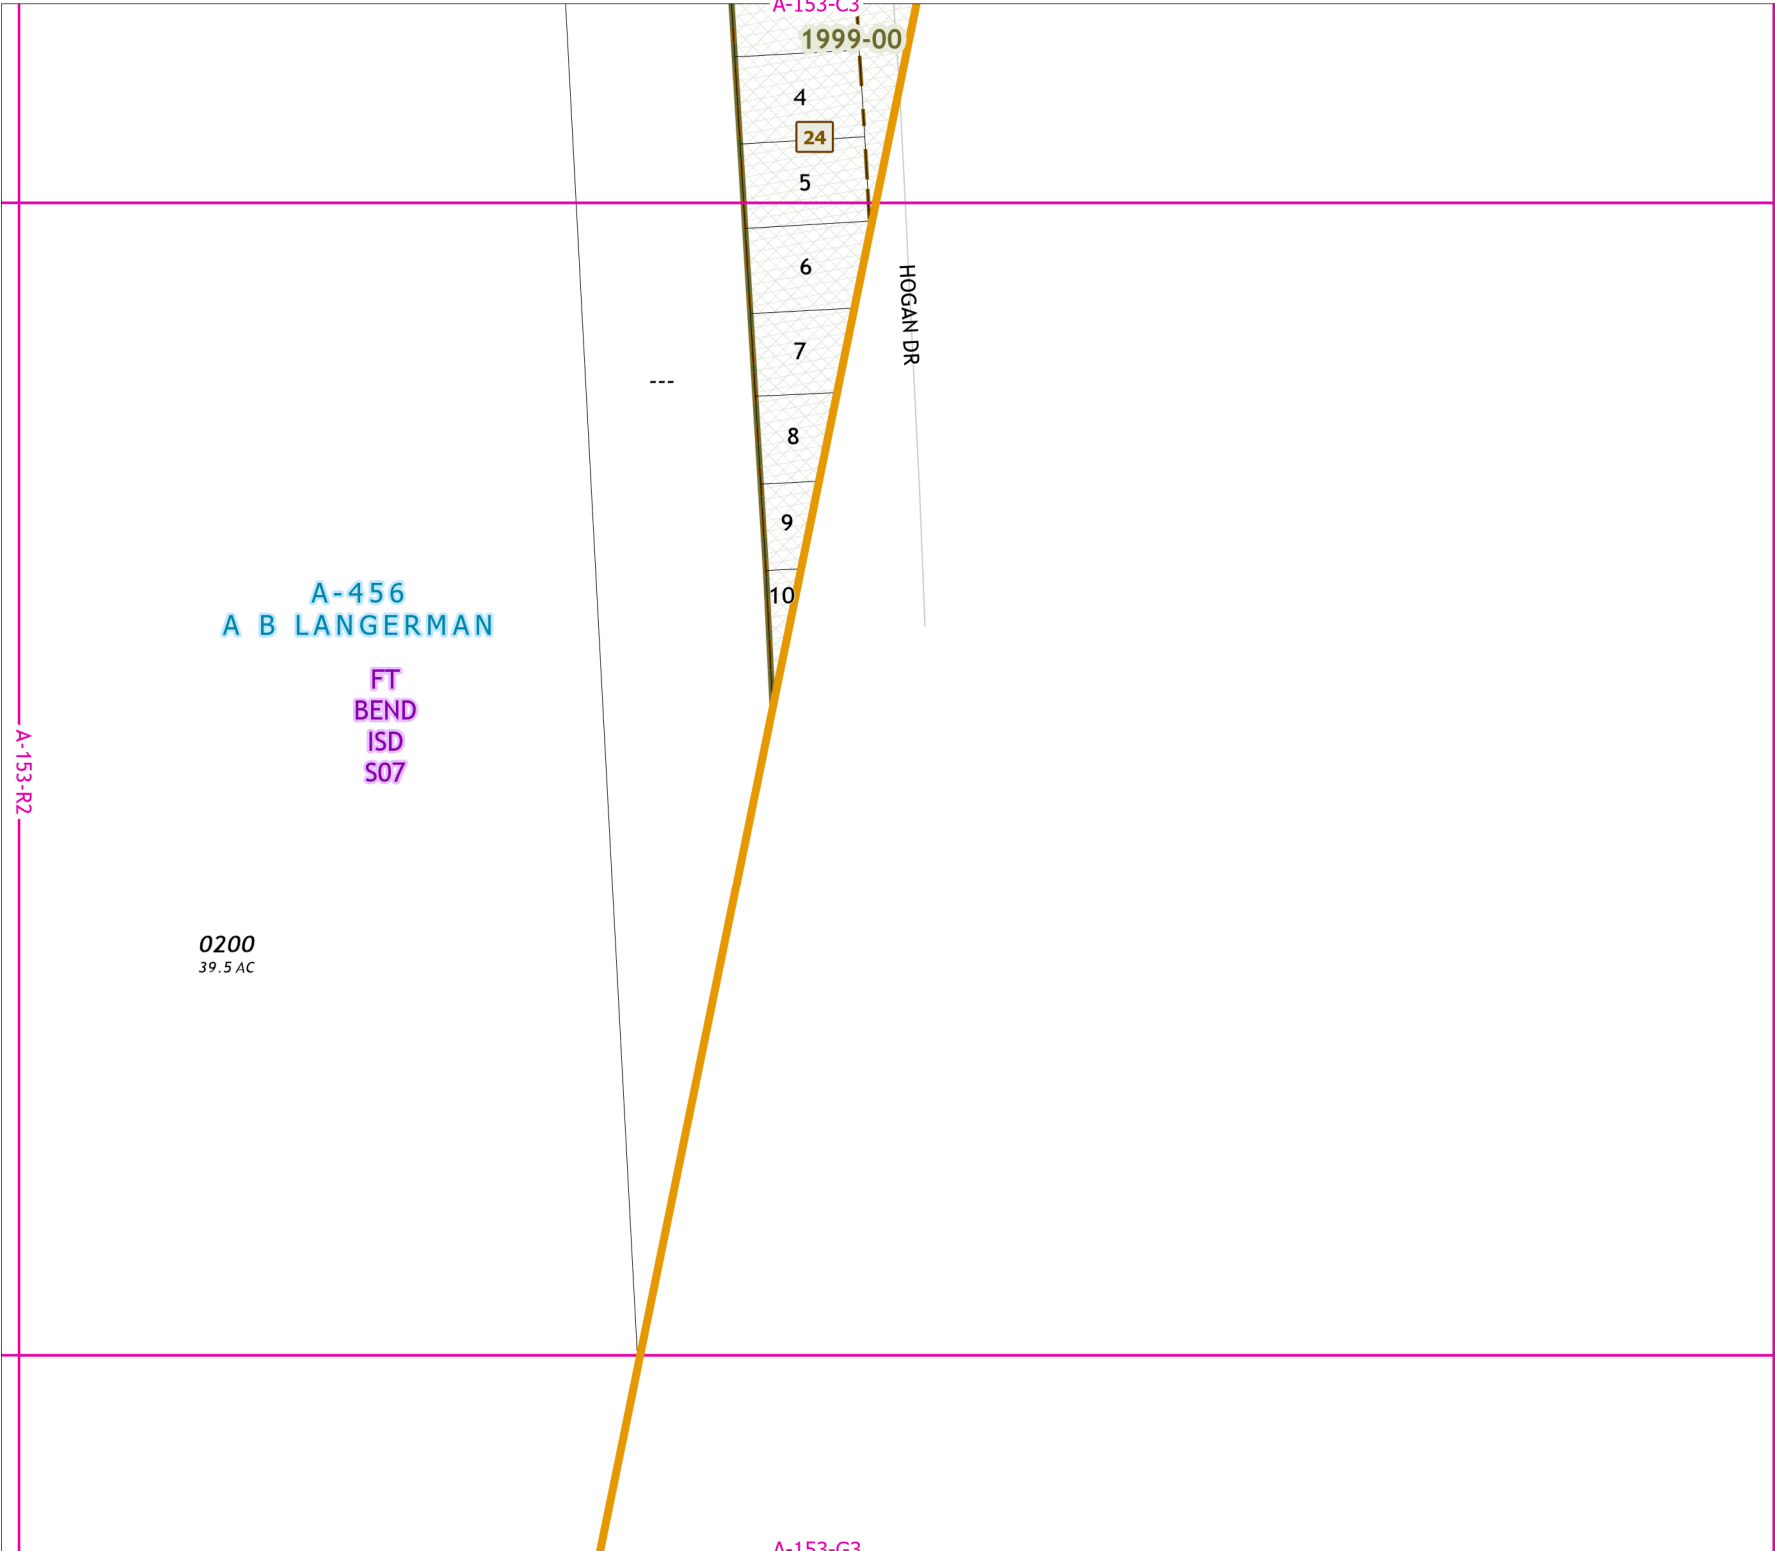 A-153-C3
1999-00
4
24
5
6
HOGAN DR
7
---
8
9
10
A-456
A B LANGERMAN
FT
BEND
ISD
S07
A-153-R2
0200
39.5 AC
A-153-G3